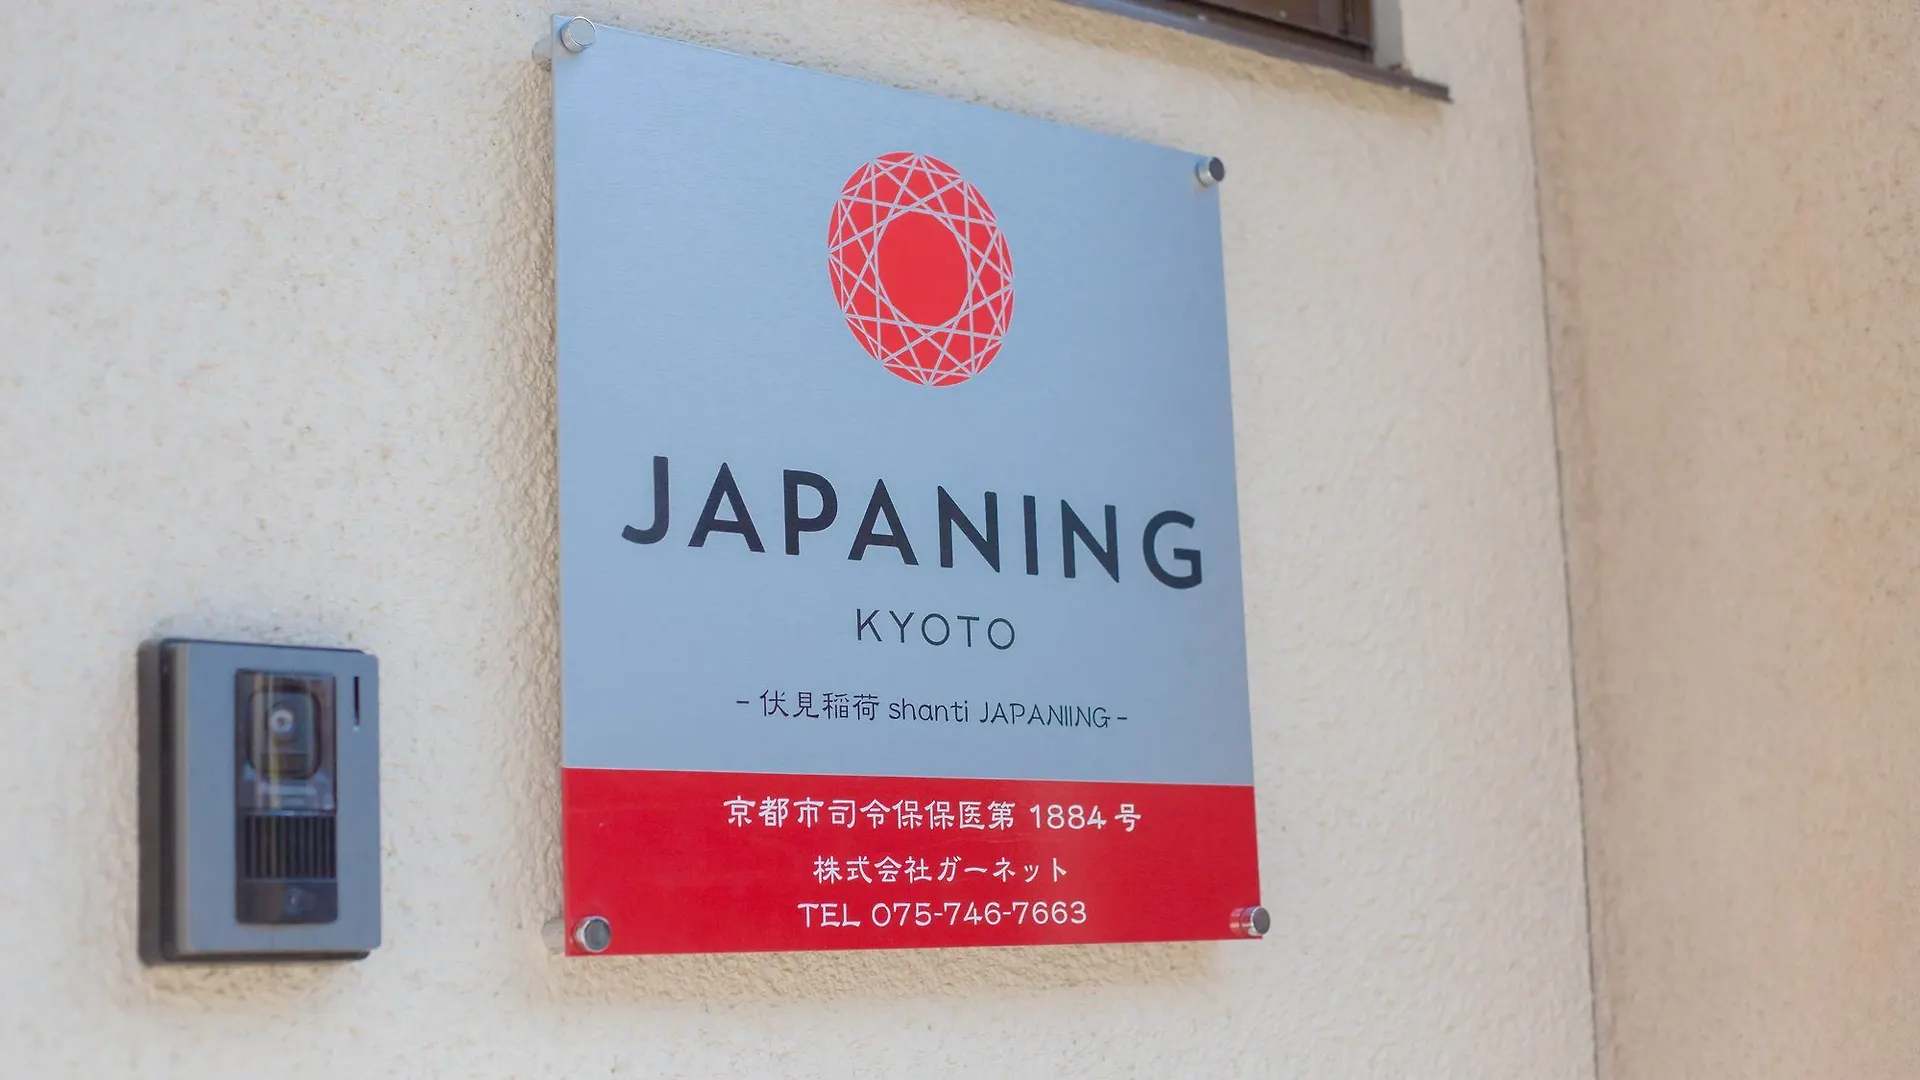 JAPANING
KYOTO
- 伏見稲荷 shanti JAPANIING -
京都市司令保保医第 1884 号
株式会社ガーネット
TEL 075-746-7663